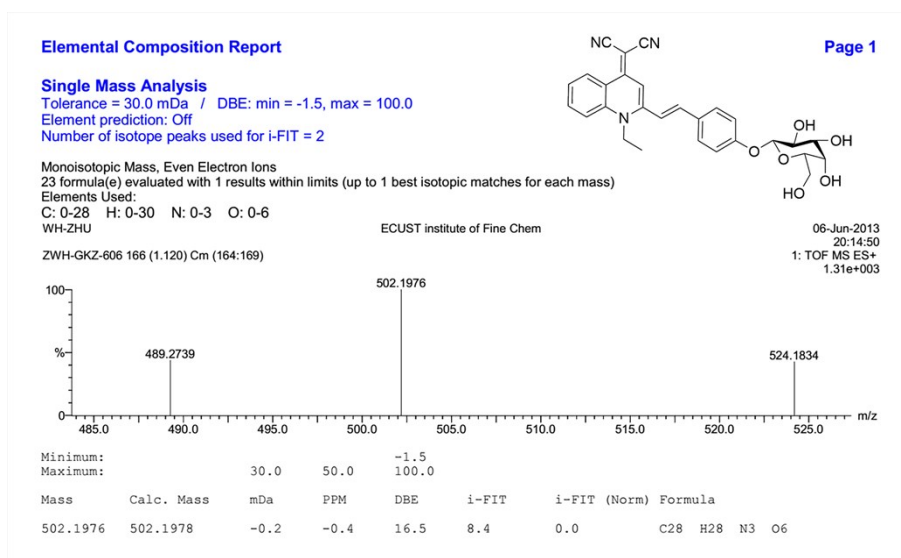 Elemental Composition Report
Page 1
NC CN
N
O
O
OH
OH
OH
HO
Single Mass Analysis
Tolerance = 30.0 mDa / DBE: min = -1.5, max = 100.0
Element prediction: Off
Number of isotope peaks used for i-FIT = 2
Monoisotopic Mass, Even Electron Ions
23 formula(e) evaluated with 1 results within limits (up to 1 best isotopic matches for each mass)
Elements Used:
C: 0-28 H: 0-30 N: 0-3 O: 0-6
WH-ZHU ECUST institute of Fine Chem 06-Jun-2013
20:14:50
ZWH-GKZ-606 166 (1.120) Cm (164:169) 1: TOF MS ES+
1.31e+003
100
%
0
502.1976
489.2739
524.1834
485.0 490.0 495.0 500.0 505.0 510.0 515.0 520.0 525.0 m/z
Minimum: -1.5
Maximum: 30.0 50.0 100.0
Mass Calc. Mass mDa PPM DBE i-FIT i-FIT (Norm) Formula
502.1976 502.1978 -0.2 -0.4 16.5 8.4 0.0 C28 H28 N3 O6